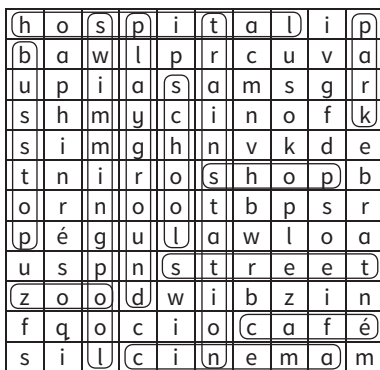 h o s p i t a l i p
b a w l p r c u v a
u p i a s a m s g r
s h m y c i n o f k
s i m g h n v k d e
t n i r o s h o p b
o r n o o t b p s r
p é g u l a w l o a
u s p n s t r e e t
z o o d w i b z i n
f q o c i o c a f é
s i l c i n e m a m